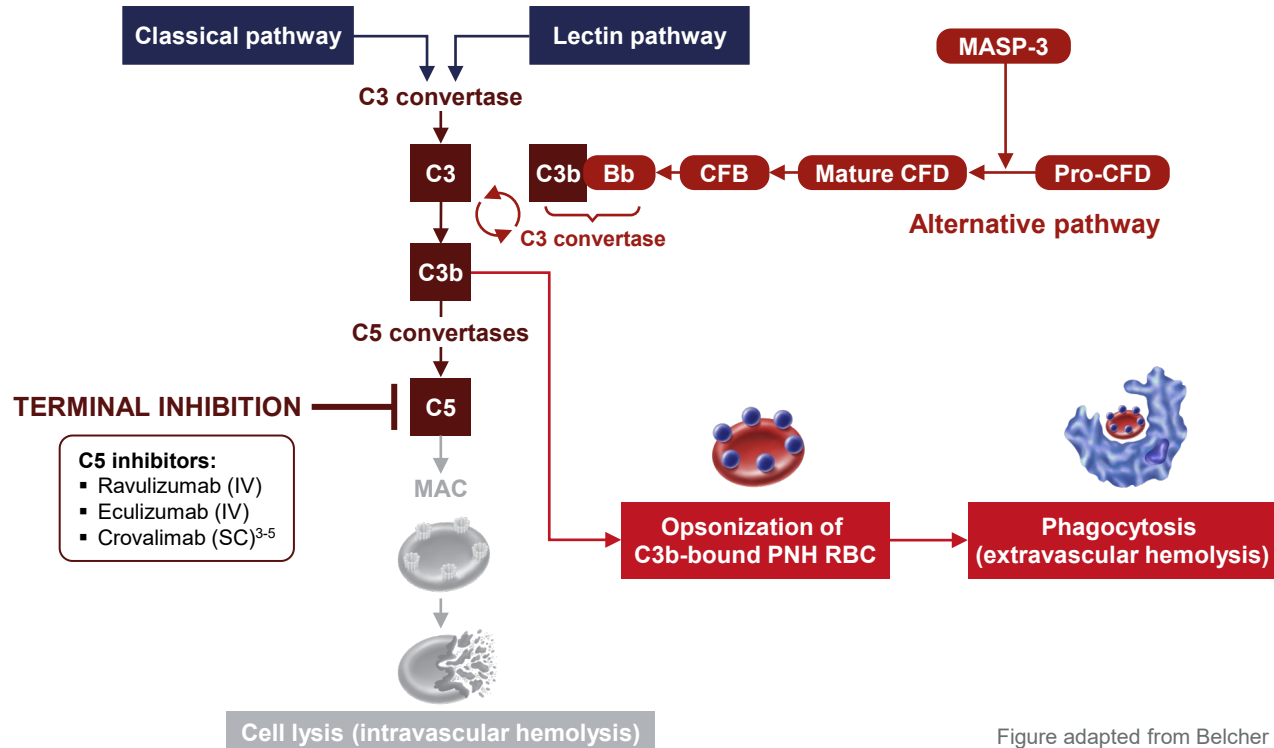 Classical pathway
Lectin pathway
MASP-3
C3 convertase
C3
C3b
Bb
CFB
Mature CFD
Pro-CFD
C3 convertase
Alternative pathway
C3b
C5 convertases
TERMINAL INHIBITION
C5
C5 inhibitors:
▪ Ravulizumab (IV)
▪ Eculizumab (IV)
▪ Crovalimab (SC)3-5
MAC
Opsonization of
C3b-bound PNH RBC
Phagocytosis
(extravascular hemolysis)
Cell lysis (intravascular hemolysis)
Figure adapted from Belcher